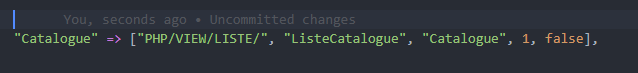 You, seconds ago • Uncommitted changes
"Catalogue" => ["PHP/VIEW/LISTE/", "ListeCatalogue", "Catalogue", 1, false],